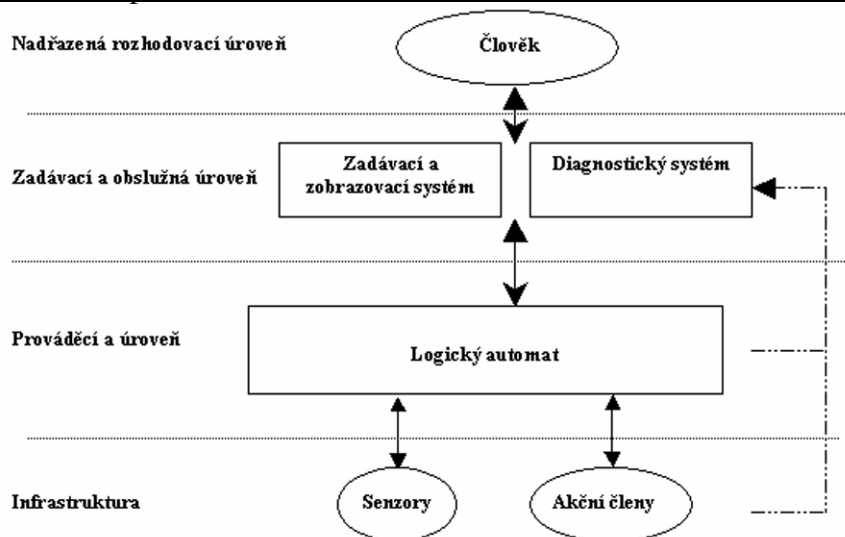 Nadřazená rozhodovací úroveň
Člověk
Zadávací a obslužná úroveň
Zadávací a
zobrazovací systém
Diagnostický systém
Prováděcí a úroveň
Logický automat
Infrastruktura
Senzory
Akční členy